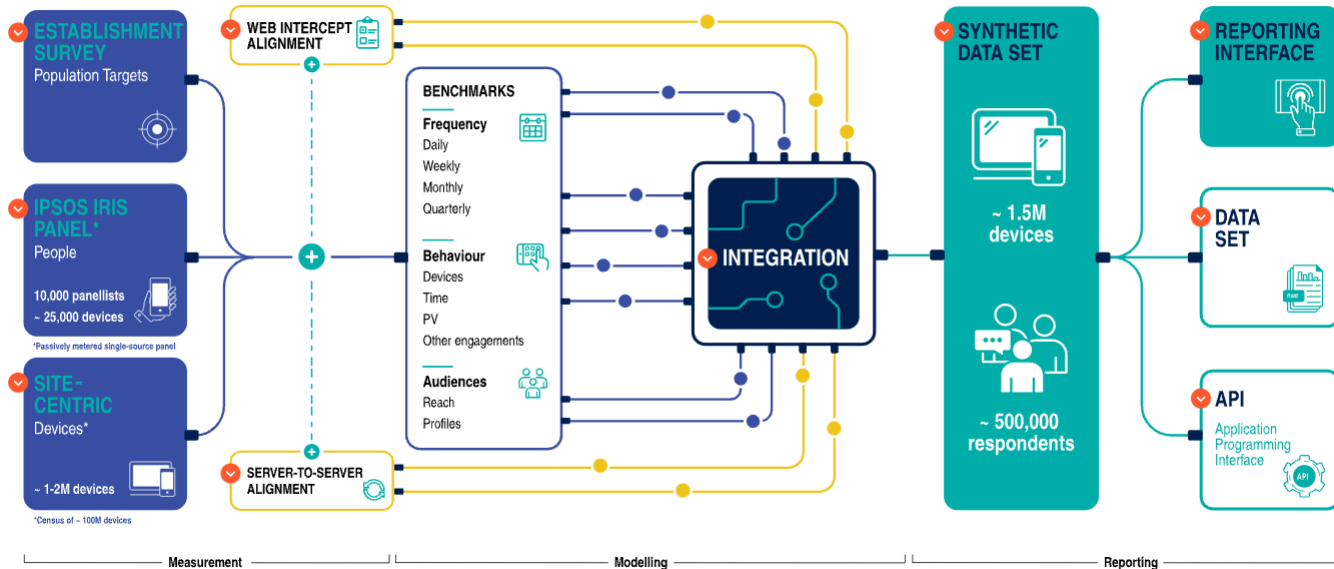 ESTABLISHMENT
SURVEY
Population Targets
IPSOS IRIS
PANEL*
People
10,000 panellists
~ 25,000 devices
*Passively metered single-source panel
SITE-
CENTRIC
Devices*
~ 1-2M devices
*Census of ~ 100M devices
WEB INTERCEPT
ALIGNMENT
SERVER-TO-SERVER
ALIGNMENT
BENCHMARKS
Frequency
Daily
Weekly
Monthly
Quarterly
Behaviour
Devices
Time
PV
Other engagements
Audiences
Reach
Profiles
INTEGRATION
SYNTHETIC
DATA SET
~ 1.5M
devices
~ 500,000
respondents
REPORTING
INTERFACE
DATA
SET
API
Application
Programming
Interface
API
Measurement
Modelling
Reporting